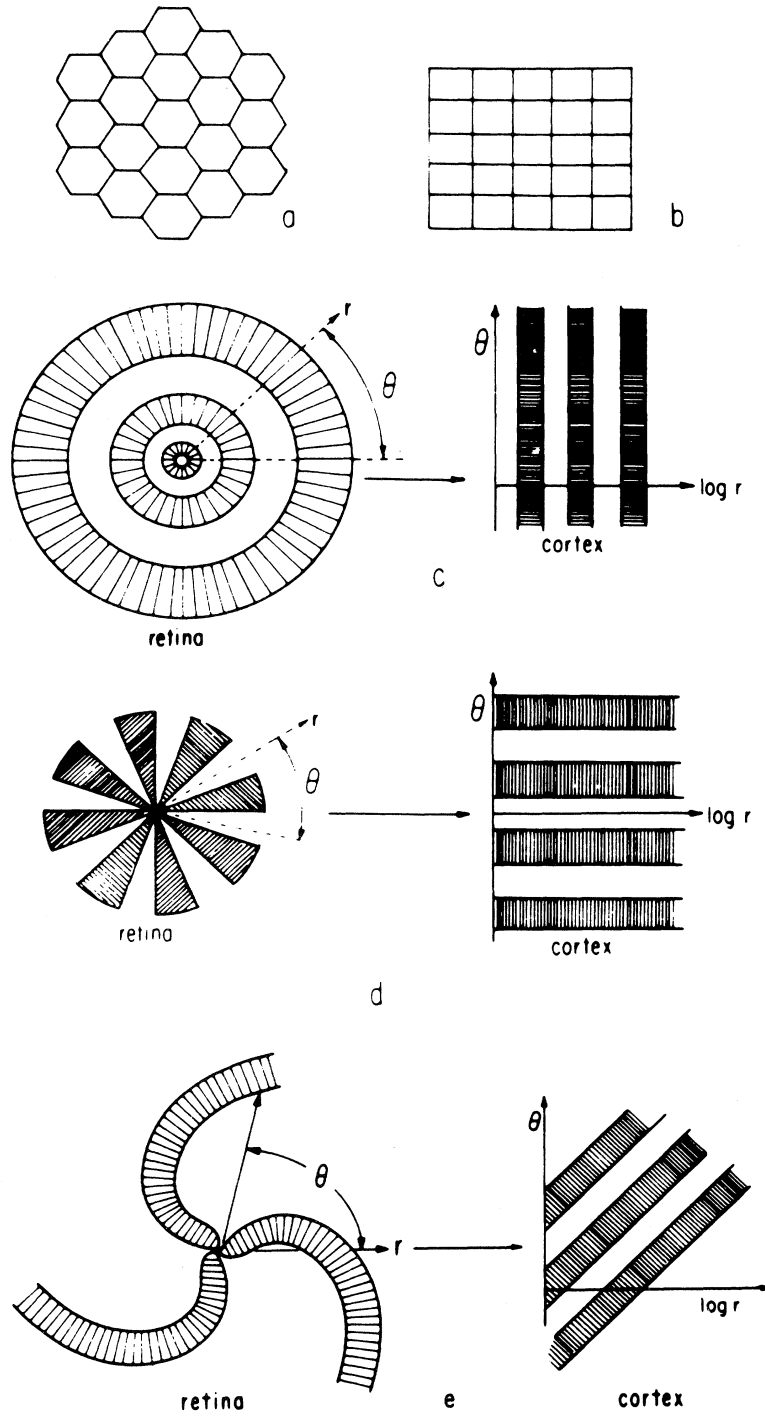 a
b
r
θ
θ
log r
cortex
c
retina
r
θ
θ
log r
retina
cortex
d
θ
θ
r
log r
retina
e
cortex